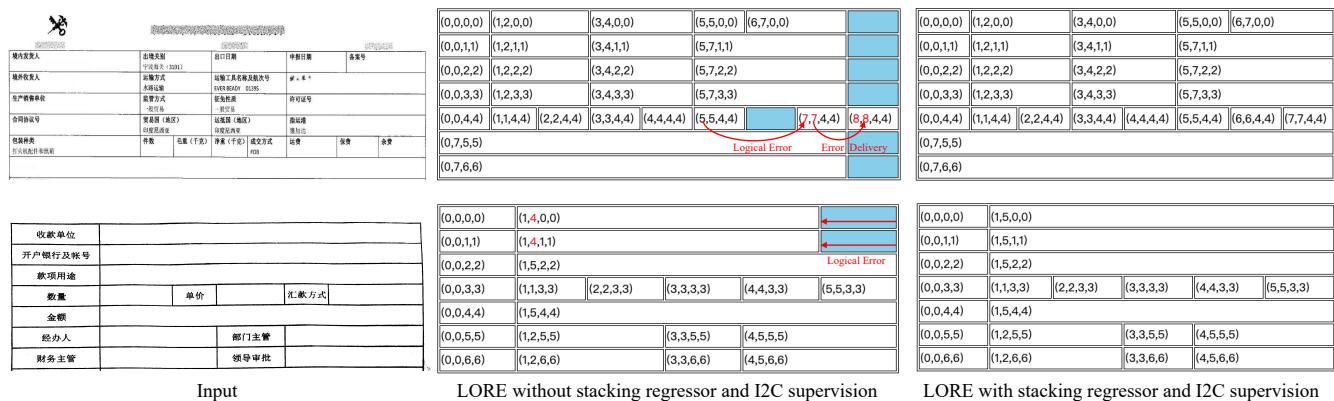 境内发货人 出境关别 出口日期 申报日期 备案号
宁波海关（3101）
境外收货人 运输方式 运输工具名称及航次号
水路运输 EVER BEADY 0139S
生产销售单位 监管方式 征免性质 许可证号
一般贸易
合同协议号 贸易国（地区） 运抵国（地区） 指运港
印度尼西亚 印度尼西亚
包装种类 件数 毛重（千克） 净重（千克） 成交方式 运费 保费 杂费
打火机配件和纸箱 FOB
(0,0,0,0) (1,2,0,0) (3,4,0,0) (5,5,0,0) (6,7,0,0)
(0,0,1,1) (1,2,1,1) (3,4,1,1) (5,7,1,1)
(0,0,2,2) (1,2,2,2) (3,4,2,2) (5,7,2,2)
(0,0,3,3) (1,2,3,3) (3,4,3,3) (5,7,3,3)
(0,0,4,4) (1,1,4,4) (2,2,4,4) (3,3,4,4) (4,4,4,4) (5,5,4,4) (7,7,4,4) (8,8,4,4)
(0,7,5,5) Logical Error Error Delivery
(0,7,6,6)
(0,0,0,0) (1,2,0,0) (3,4,0,0) (5,5,0,0) (6,7,0,0)
(0,0,1,1) (1,2,1,1) (3,4,1,1) (5,7,1,1)
(0,0,2,2) (1,2,2,2) (3,4,2,2) (5,7,2,2)
(0,0,3,3) (1,2,3,3) (3,4,3,3) (5,7,3,3)
(0,0,4,4) (1,1,4,4) (2,2,4,4) (3,3,4,4) (4,4,4,4) (5,5,4,4) (6,6,4,4) (7,7,4,4)
(0,7,5,5)
(0,7,6,6)
收款单位
开户银行及帐号
款项用途
数量 单价 汇款方式
金额
经办人 部门主管
财务主管 领导审批
(0,0,0,0) (1,4,0,0)
(0,0,1,1) (1,4,1,1)
(0,0,2,2) (1,5,2,2) Logical Error
(0,0,3,3) (1,1,3,3) (2,2,3,3) (3,3,3,3) (4,4,3,3) (5,5,3,3)
(0,0,4,4) (1,5,4,4)
(0,0,5,5) (1,2,5,5) (3,3,5,5) (4,5,5,5)
(0,0,6,6) (1,2,6,6) (3,3,6,6) (4,5,6,6)
(0,0,0,0) (1,5,0,0)
(0,0,1,1) (1,5,1,1)
(0,0,2,2) (1,5,2,2)
(0,0,3,3) (1,1,3,3) (2,2,3,3) (3,3,3,3) (4,4,3,3) (5,5,3,3)
(0,0,4,4) (1,5,4,4)
(0,0,5,5) (1,2,5,5) (3,3,5,5) (4,5,5,5)
(0,0,6,6) (1,2,6,6) (3,3,6,6) (4,5,6,6)
Input
LORE without stacking regressor and I2C supervision
LORE with stacking regressor and I2C supervision